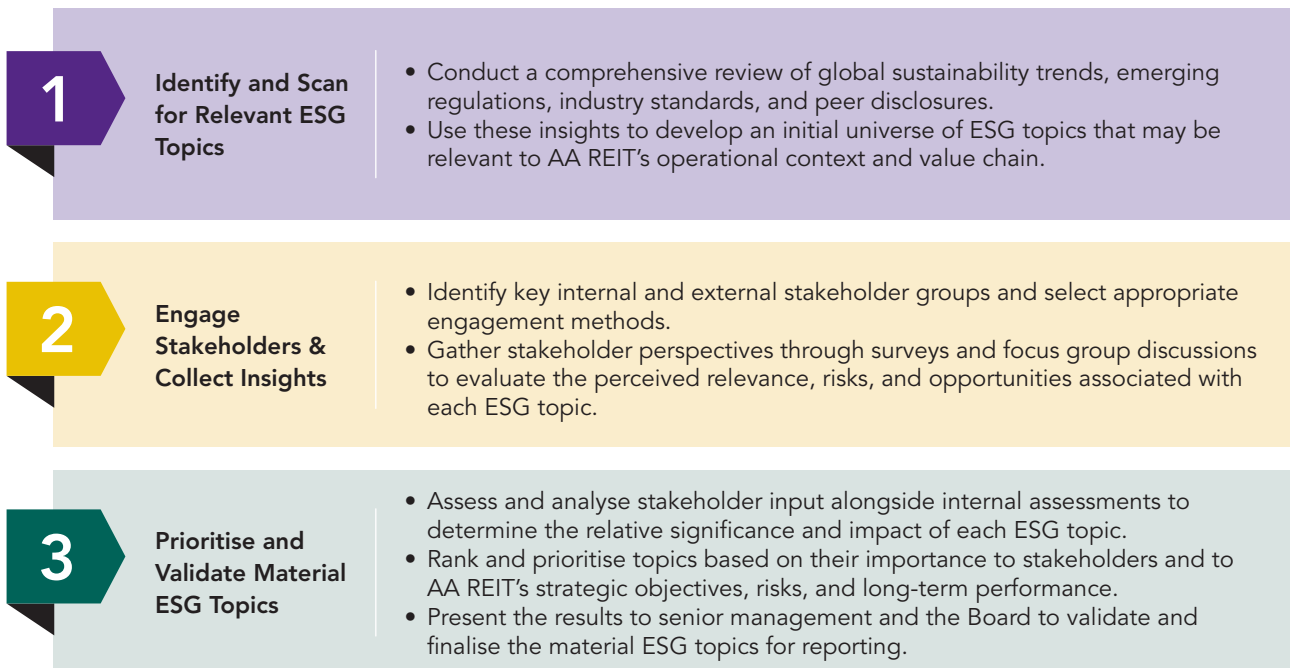 1
Identify and Scan
for Relevant ESG
Topics
• Conduct a comprehensive review of global sustainability trends, emerging
regulations, industry standards, and peer disclosures.
• Use these insights to develop an initial universe of ESG topics that may be
relevant to AA REIT’s operational context and value chain.
2
Engage
Stakeholders &
Collect Insights
• Identify key internal and external stakeholder groups and select appropriate
engagement methods.
• Gather stakeholder perspectives through surveys and focus group discussions
to evaluate the perceived relevance, risks, and opportunities associated with
each ESG topic.
3
Prioritise and
Validate Material
ESG Topics
• Assess and analyse stakeholder input alongside internal assessments to
determine the relative significance and impact of each ESG topic.
• Rank and prioritise topics based on their importance to stakeholders and to
AA REIT’s strategic objectives, risks, and long-term performance.
• Present the results to senior management and the Board to validate and
finalise the material ESG topics for reporting.